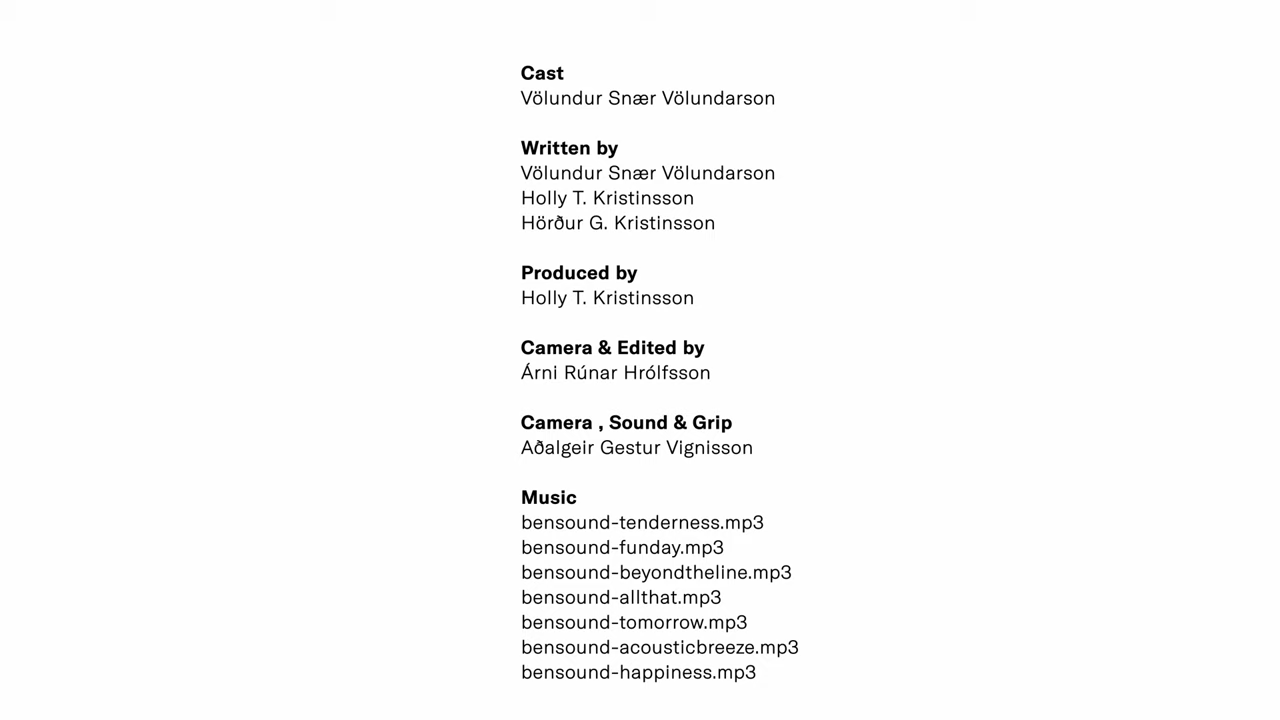 Cast
Völundur Snær Völundarson
Written by
Völundur Snær Völundarson
Holly T. Kristinsson
Hörður G. Kristinsson
Produced by
Holly T. Kristinsson
Camera & Edited by
Árni Rúnar Hrólfsson
Camera , Sound & Grip
Aðalgeir Gestur Vignisson
Music
bensound-tenderness.mp3
bensound-funday.mp3
bensound-beyondtheline.mp3
bensound-allthat.mp3
bensound-tomorrow.mp3
bensound-acousticbreeze.mp3
bensound-happiness.mp3